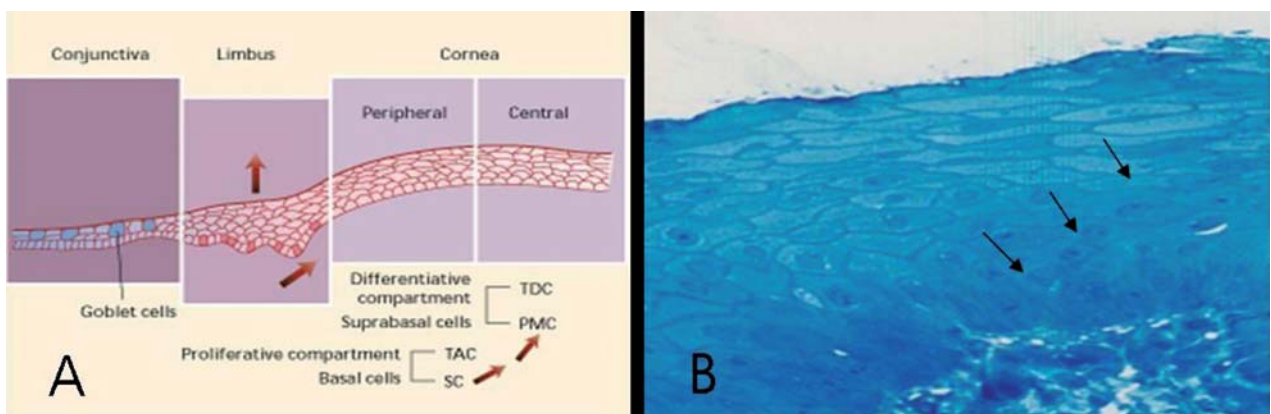 Conjunctiva
Limbus
Cornea
Peripheral
Central
Goblet cells
Differentiative
compartment
TDC
Suprabasal cells
PMC
Proliferative compartment
TAC
Basal cells
SC
A
B